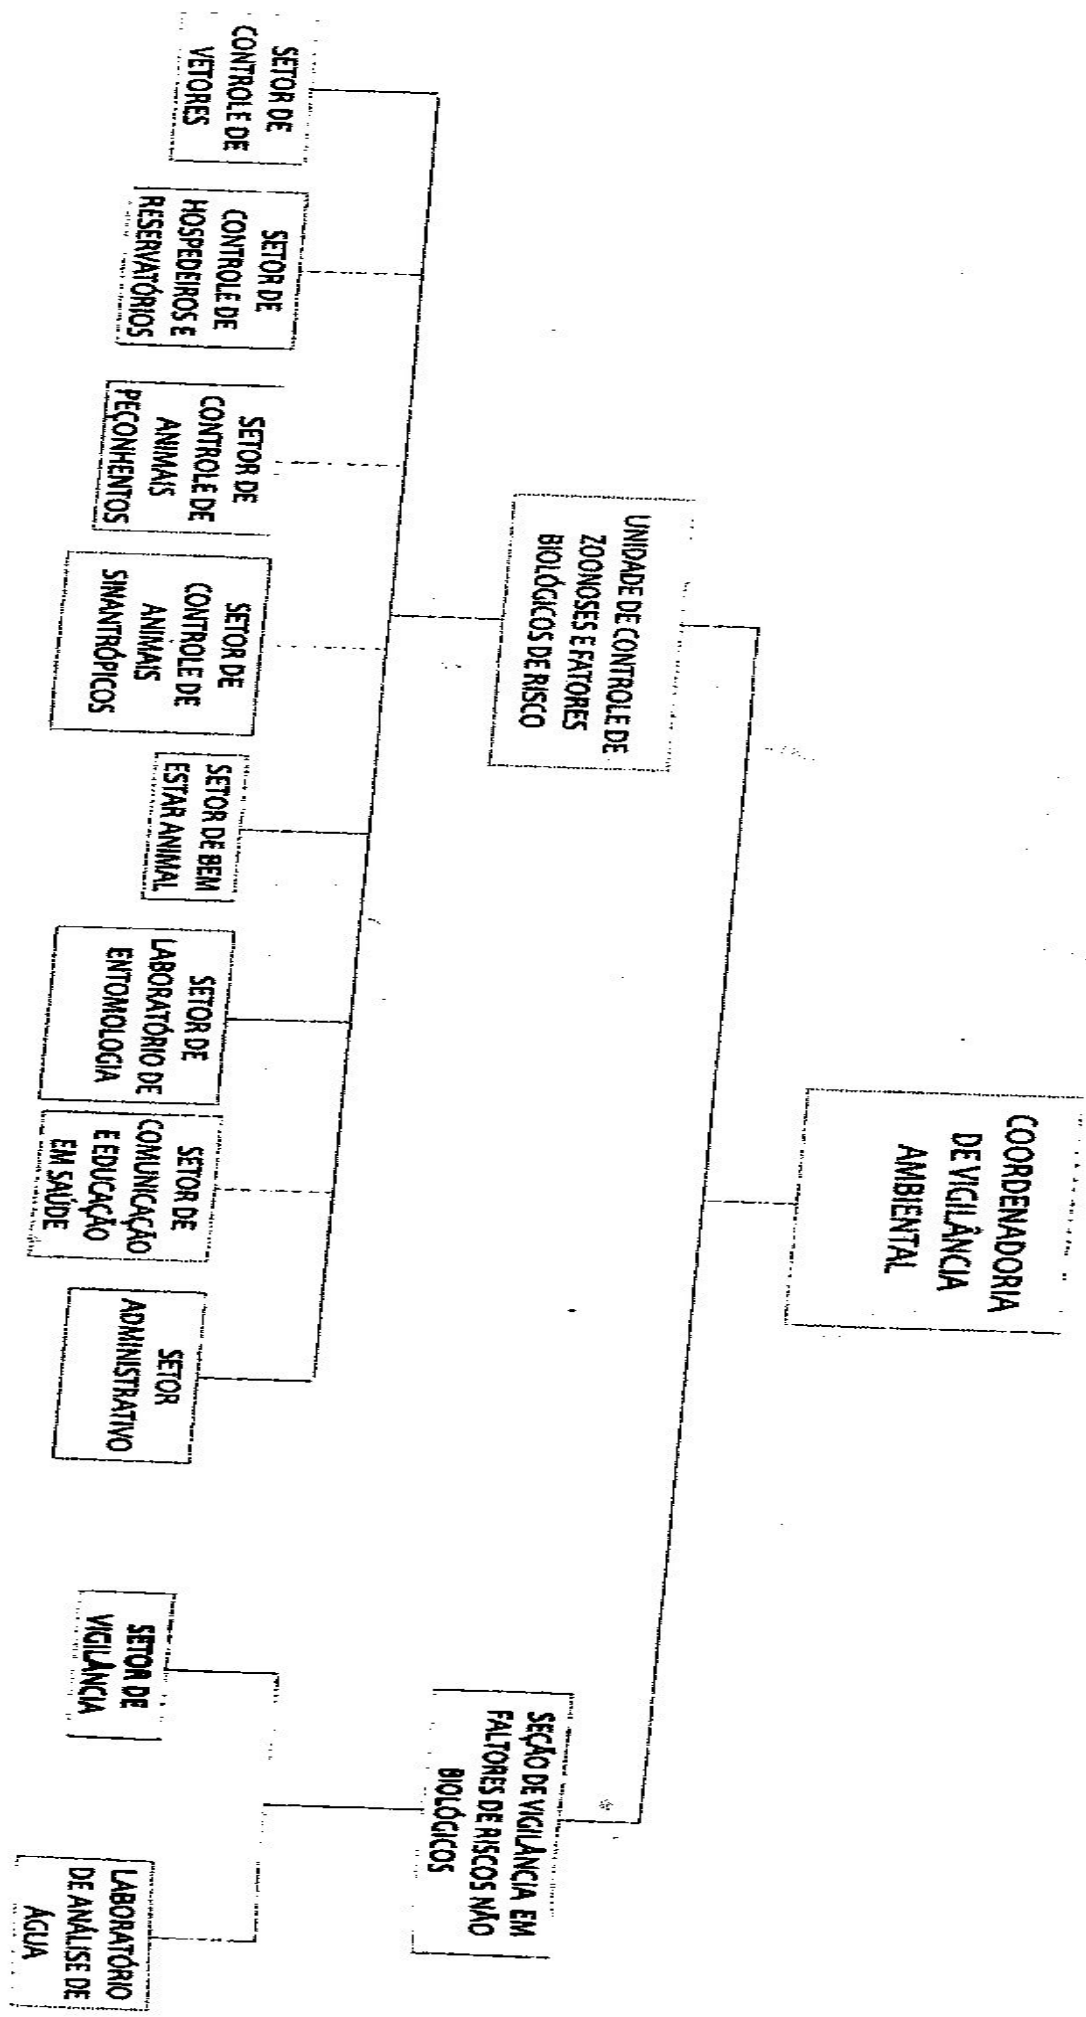 COORDENADORIA
DE VIGILÂNCIA
AMBIENTAL
UNIDADE DE CONTROLE DE
ZOONOSES E FATORES
BIOLÓGICOS DE RISCO
SEÇÃO DE VIGILÂNCIA EM
FALTORES DE RISCOS NÃO
BIOLÓGICOS
SETOR DE
CONTROLE DE
VETORES
SETOR DE
CONTROLE DE
HOSPEDEIROS E
RESERVATÓRIOS
SETOR DE
CONTROLE DE
ANIMAIS
PEÇONHENTOS
SETOR DE
CONTROLE DE
ANIMAIS
SINANTRÓPICOS
SETOR DE BEM
ESTAR ANIMAL
SETOR DE
LABORATÓRIO DE
ENTOMOLOGIA
SETOR DE
COMUNICAÇÃO
E EDUCAÇÃO
EM SAÚDE
SETOR
ADMINISTRATIVO
SETOR DE
VIGILÂNCIA
LABORATÓRIO
DE ANÁLISE DE
ÁGUA